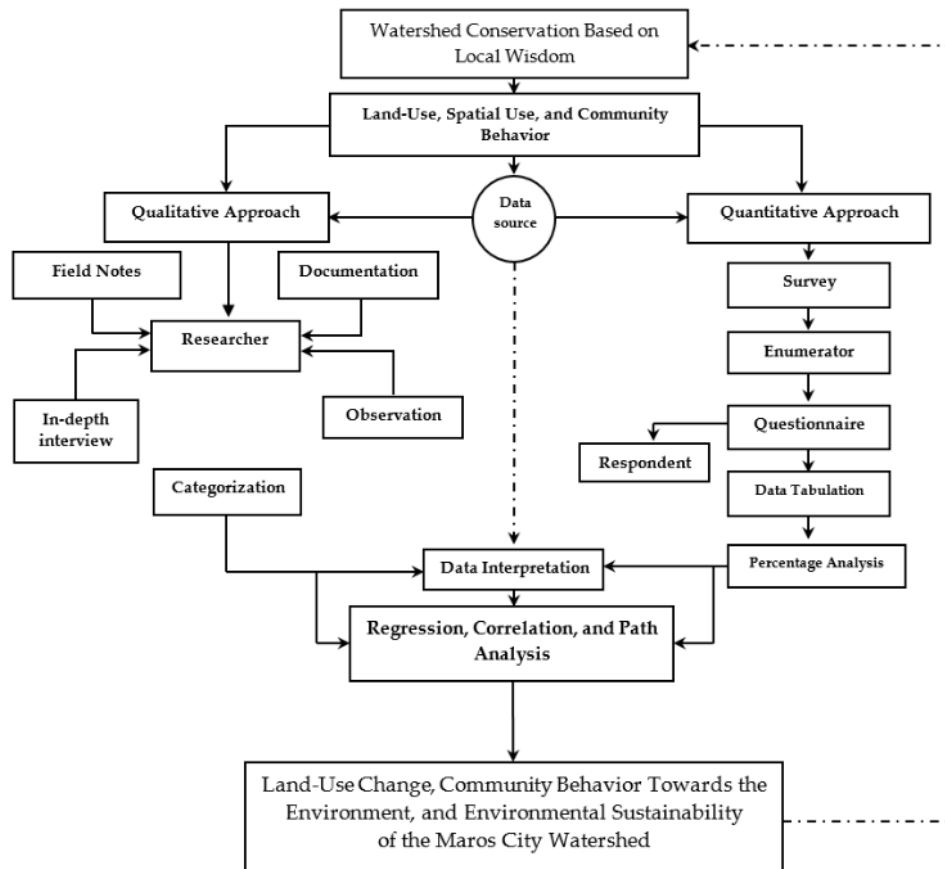 Watershed Conservation Based on
Local Wisdom
Land-Use, Spatial Use, and Community
Behavior
Qualitative Approach
Data
source
Quantitative Approach
Field Notes
Documentation
Survey
Researcher
Enumerator
In-depth
interview
Observation
Questionnaire
Respondent
Categorization
Data Tabulation
Data Interpretation
Percentage Analysis
Regression, Correlation, and Path
Analysis
Land-Use Change, Community Behavior Towards the
Environment, and Environmental Sustainability
of the Maros City Watershed